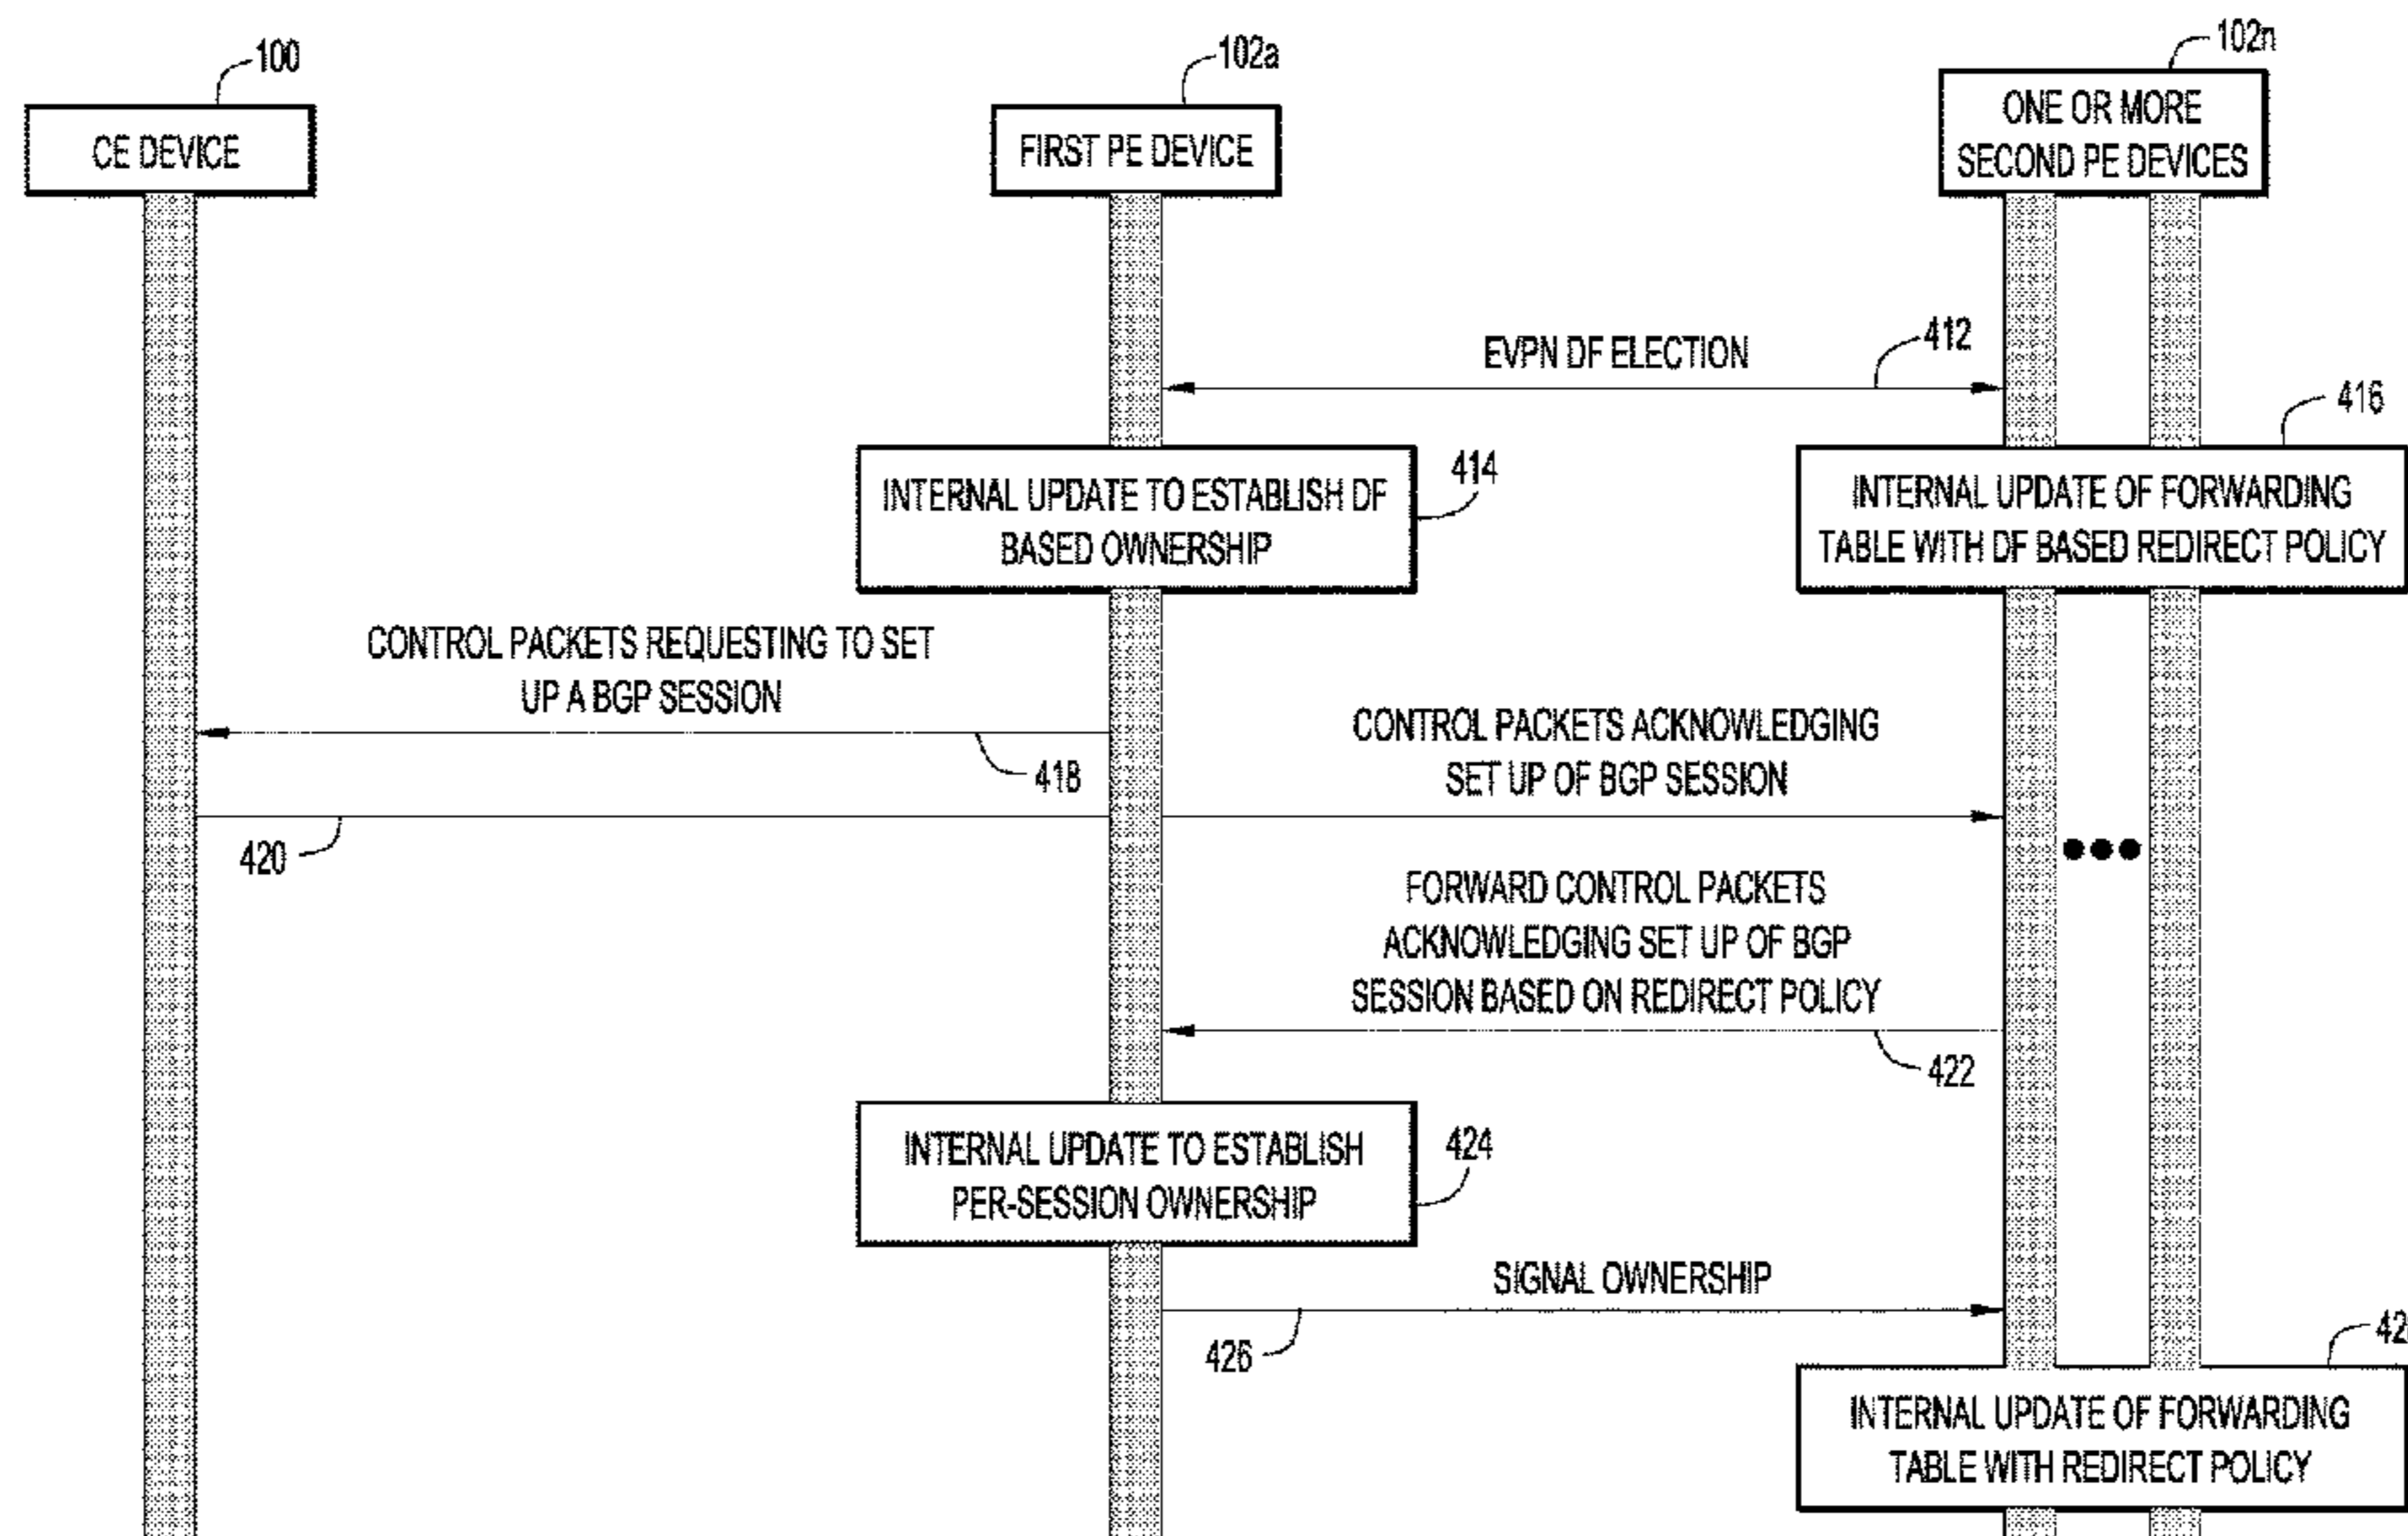 100
102a
102n
CE DEVICE
FIRST PE DEVICE
ONE OR MORE
SECOND PE DEVICES
EVPN DF ELECTION
412
414
416
INTERNAL UPDATE TO ESTABLISH DF
BASED OWNERSHIP
INTERNAL UPDATE OF FORWARDING
TABLE WITH DF BASED REDIRECT POLICY
CONTROL PACKETS REQUESTING TO SET
UP A BGP SESSION
418
CONTROL PACKETS ACKNOWLEDGING
SET UP OF BGP SESSION
420
FORWARD CONTROL PACKETS
ACKNOWLEDGING SET UP OF BGP
SESSION BASED ON REDIRECT POLICY
422
INTERNAL UPDATE TO ESTABLISH
PER-SESSION OWNERSHIP
424
SIGNAL OWNERSHIP
426
INTERNAL UPDATE OF FORWARDING
TABLE WITH REDIRECT POLICY